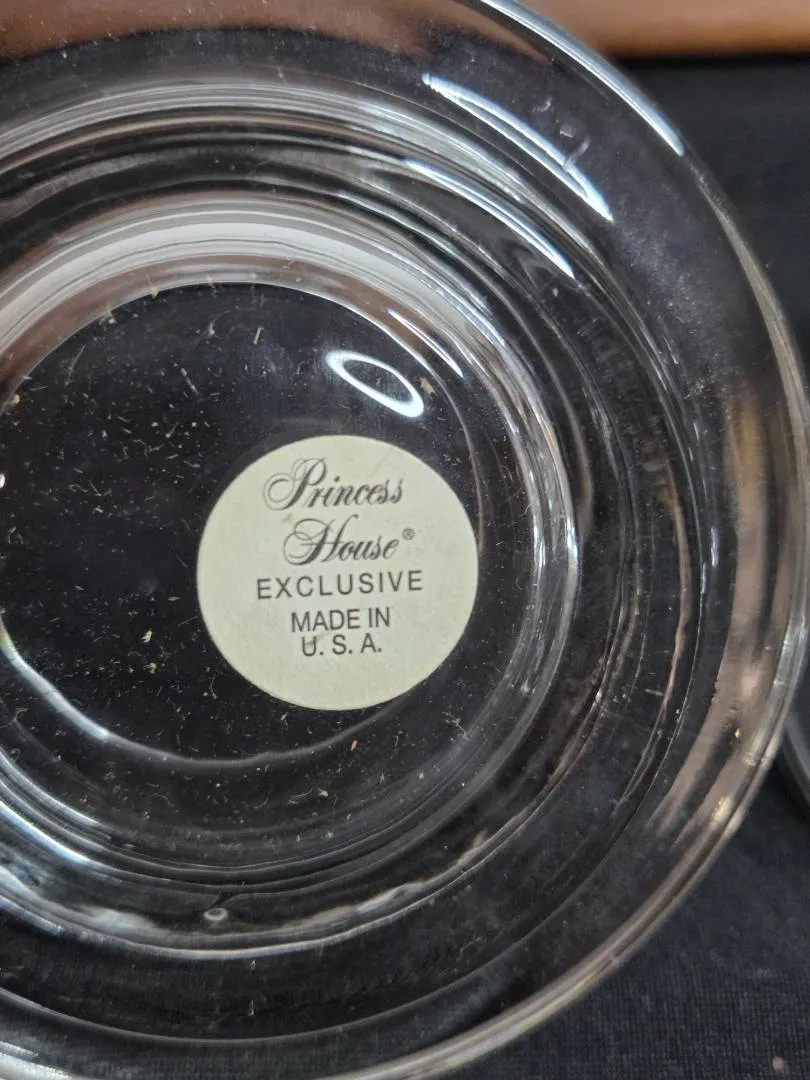 Princess
House®
EXCLUSIVE
MADE IN
U. S. A.